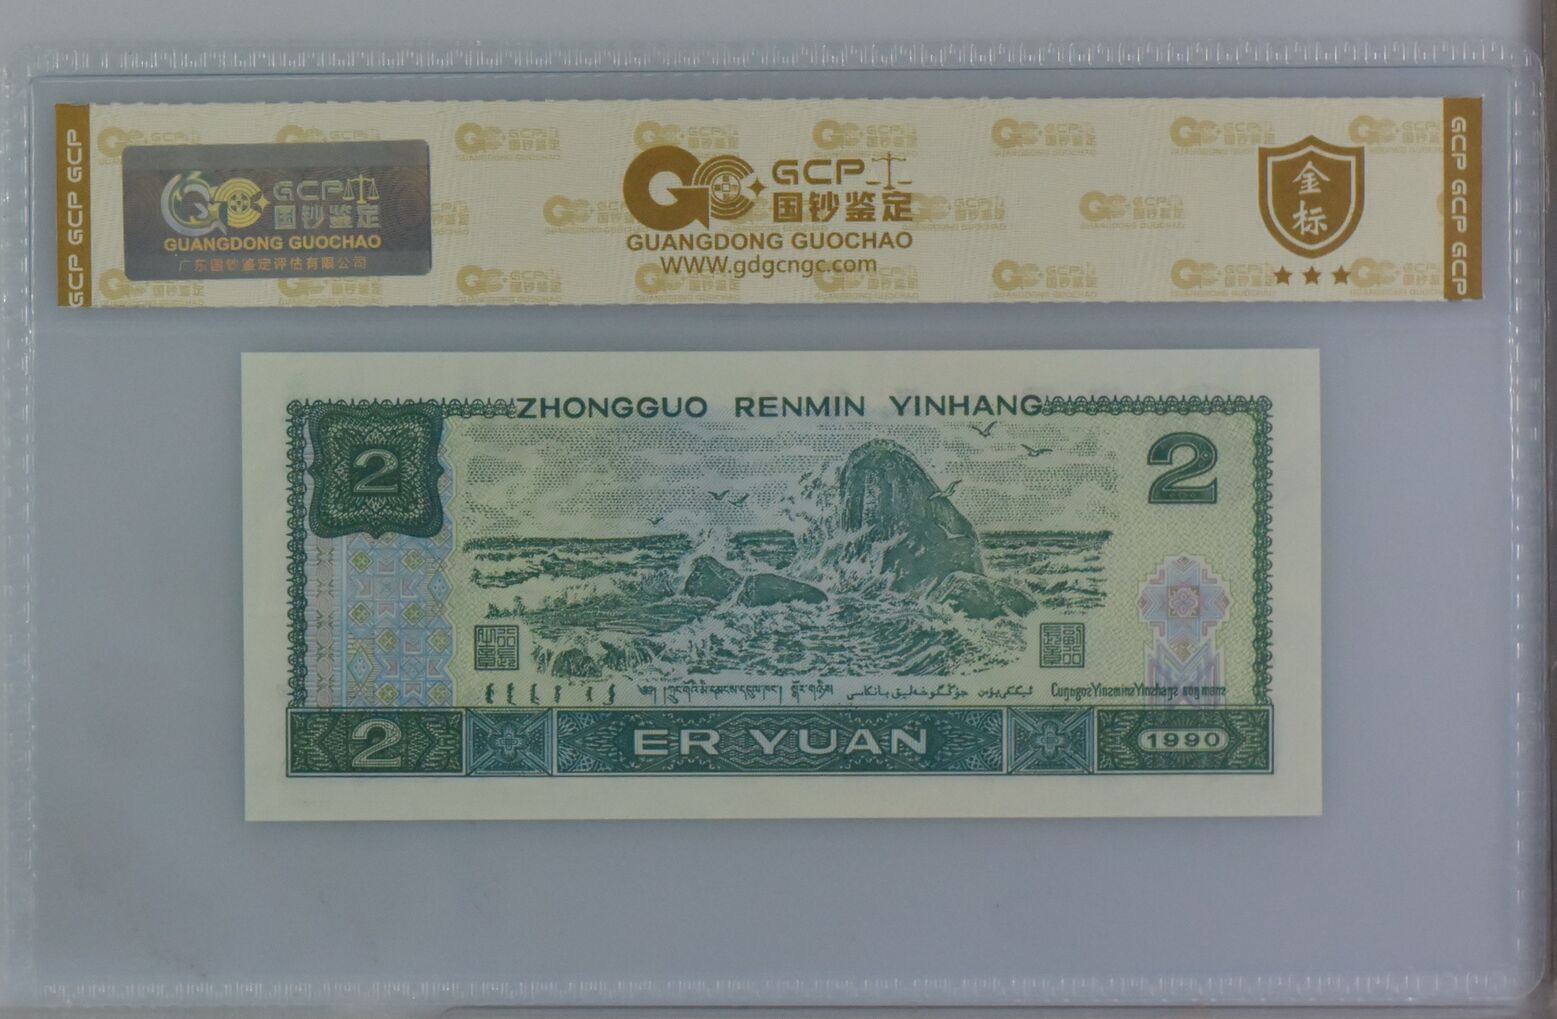 GCP GCP GCP
GCP
国钞鉴定
GUANGDONG GUOCHAO
广东国钞鉴定评估有限公司
GCP
国钞鉴定
GUANGDONG GUOCHAO
WWW.gdgcngc.com
金
标
GCP GCP GCP
ZHONGGUO RENMIN YINHANG
2
2
2
ER YUAN
1990